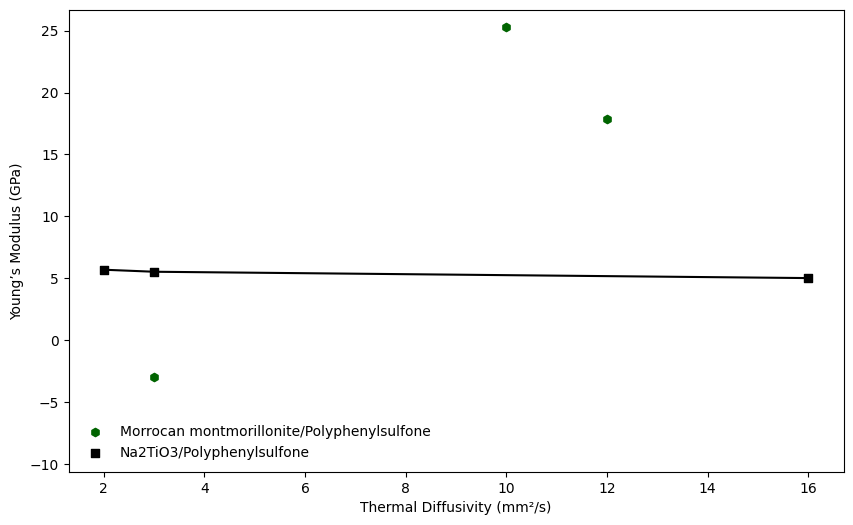 25
20
15
10
5
0
−5
−10
Young’s Modulus (GPa)
Morrocan montmorillonite/Polyphenylsulfone
Na2TiO3/Polyphenylsulfone
2 4 6 8 10 12 14 16
Thermal Diffusivity (mm²/s)